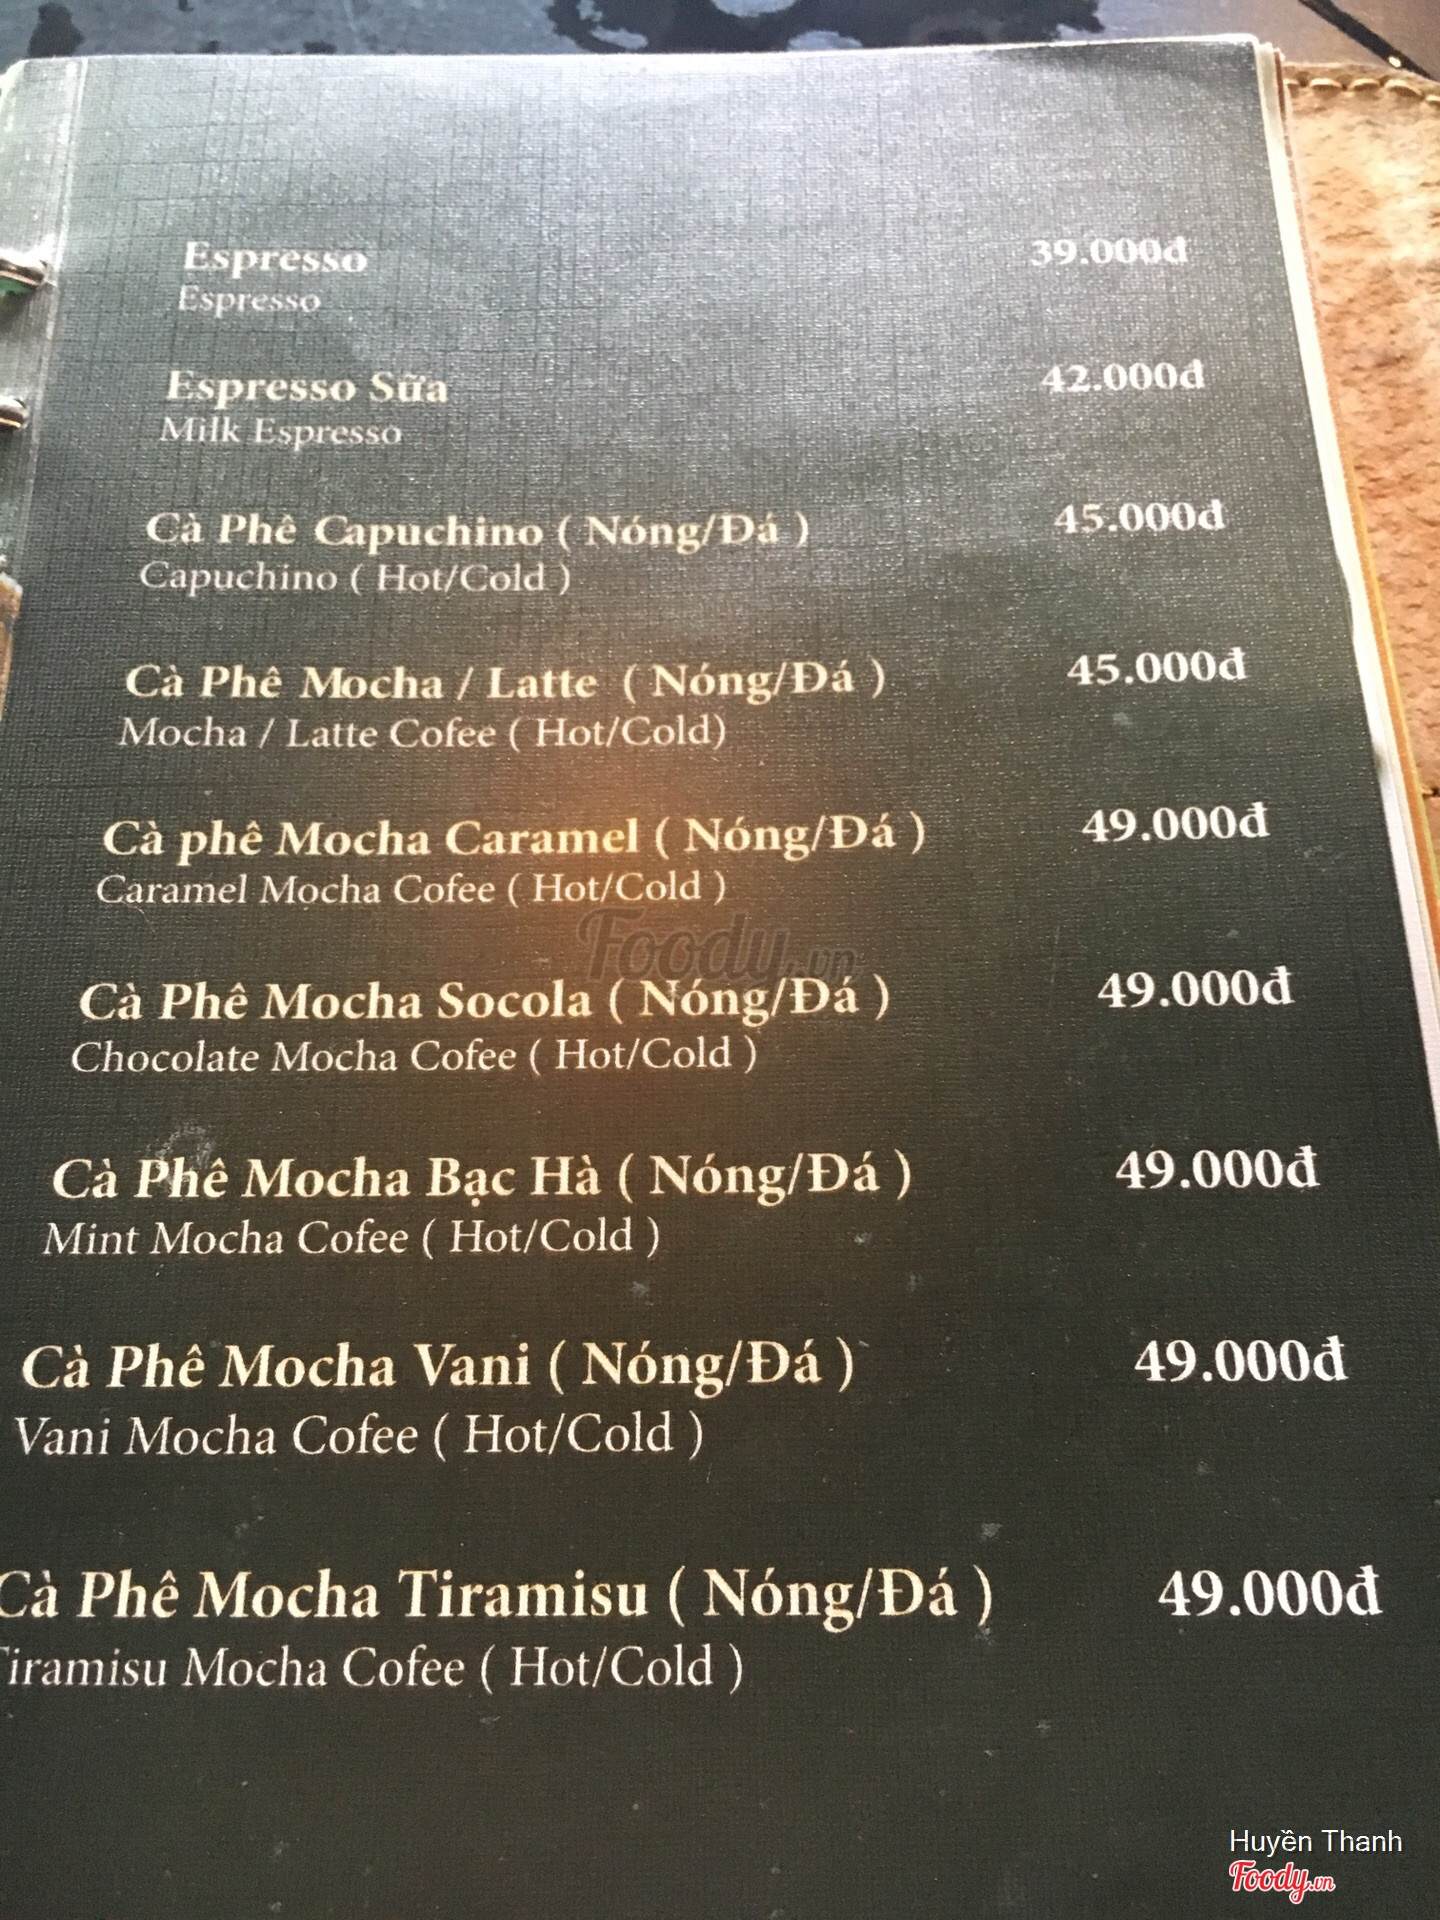 Espresso 39.000đ
Espresso
Espresso Sữa 42.000đ
Milk Espresso
Cà Phê Capuchino ( Nóng/Đá ) 45.000đ
Capuchino ( Hot/Cold )
Cà Phê Mocha / Latte ( Nóng/Đá ) 45.000đ
Mocha / Latte Cofee ( Hot/Cold)
Cà phê Mocha Caramel ( Nóng/Đá ) 49.000đ
Caramel Mocha Cofee ( Hot/Cold )
Foody.vn
Cà Phê Mocha Socola ( Nóng/Đá ) 49.000đ
Chocolate Mocha Cofee ( Hot/Cold )
Cà Phê Mocha Bạc Hà ( Nóng/Đá ) 49.000đ
Mint Mocha Cofee ( Hot/Cold )
Cà Phê Mocha Vani ( Nóng/Đá ) 49.000đ
Vani Mocha Cofee ( Hot/Cold )
Cà Phê Mocha Tiramisu ( Nóng/Đá ) 49.000đ
Tiramisu Mocha Cofee ( Hot/Cold )
Huyền Thanh
Foody.vn